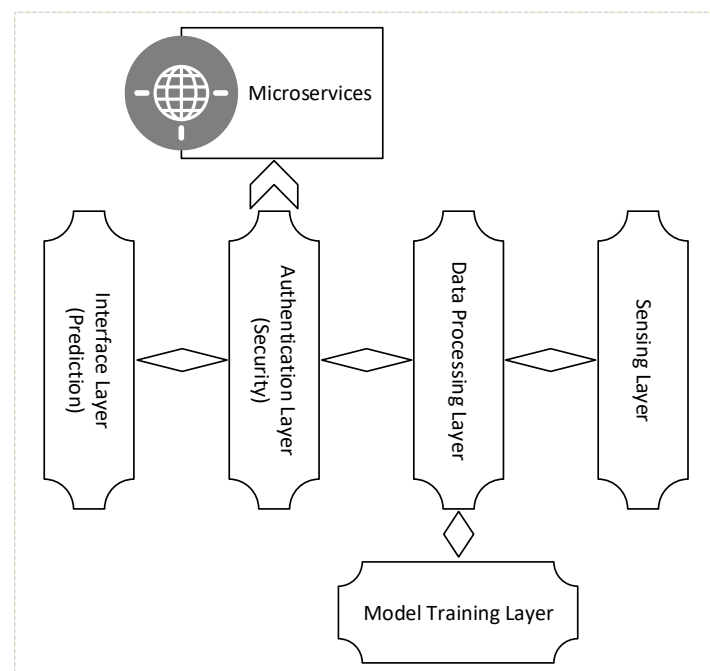 Microservices
Interface Layer
(Prediction)
Authentication Layer
(Security)
Data Processing Layer
Sensing Layer
Model Training Layer